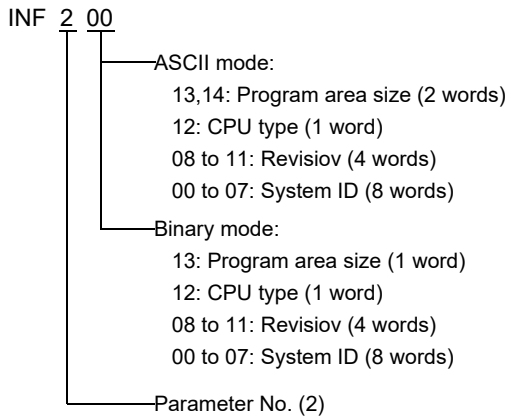 INF 2 00
ASCII mode:
13,14: Program area size (2 words)
12: CPU type (1 word)
08 to 11: Revisiov (4 words)
00 to 07: System ID (8 words)
Binary mode:
13: Program area size (1 word)
12: CPU type (1 word)
08 to 11: Revisiov (4 words)
00 to 07: System ID (8 words)
Parameter No. (2)